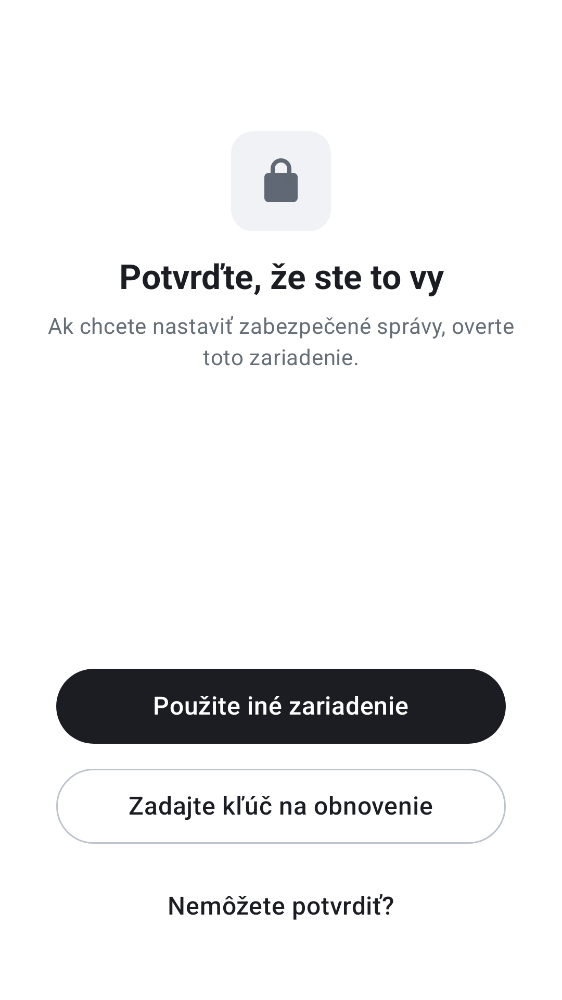 Potvrďte, že ste to vy
Ak chcete nastaviť zabezpečené správy, overte
toto zariadenie.
Použite iné zariadenie
Zadajte kľúč na obnovenie
Nemôžete potvrdiť?